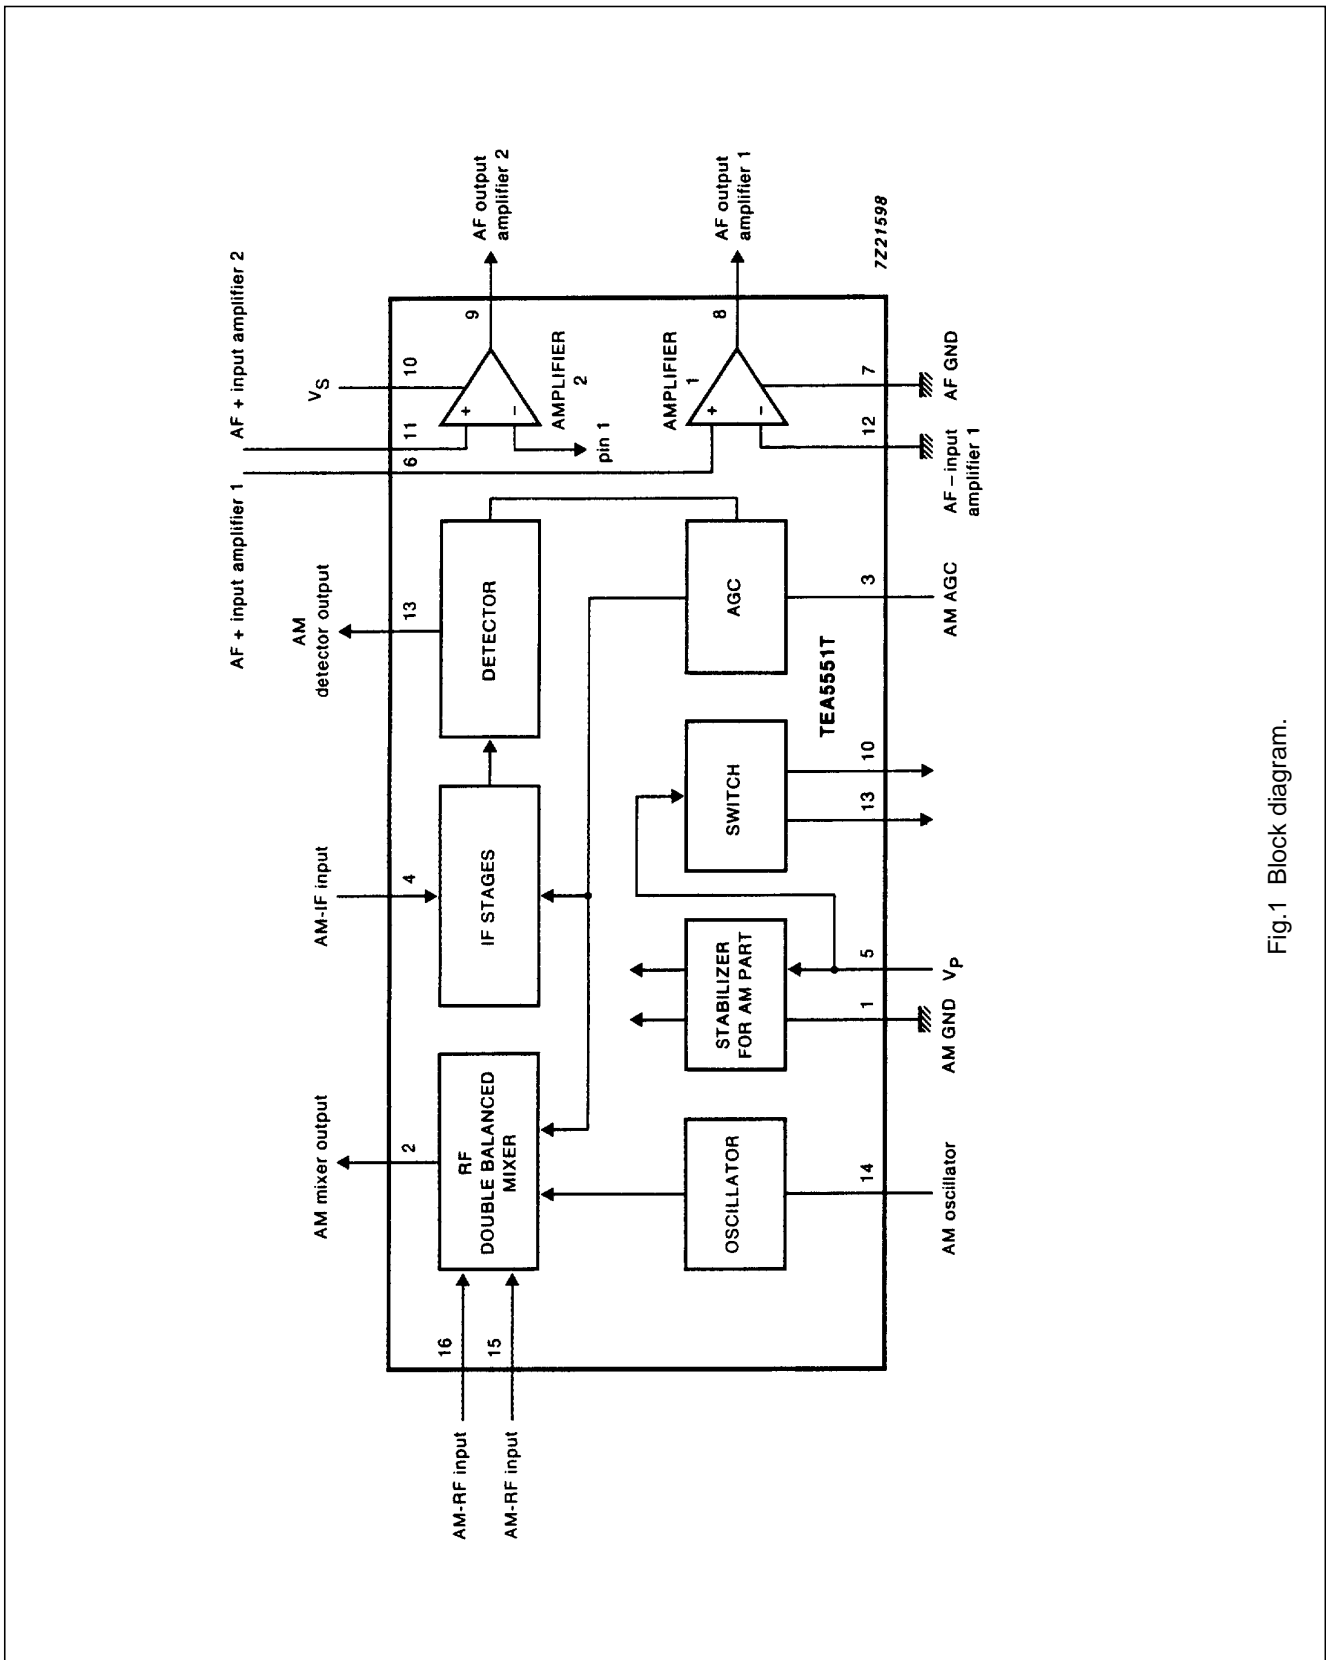 AM-RF input
AM-RF input
16
15
AM mixer output
2
RF
DOUBLE BALANCED
MIXER
OSCILLATOR
14
AM oscillator
AM-IF input
4
IF STAGES
STABILIZER
FOR AM PART
1
AM GND
5
VP
AM
detector output
13
DETECTOR
SWITCH
13
10
TEA5551T
AGC
3
AM AGC
AF + input amplifier 1
6
AF + input amplifier 2
11
VS
10
+
−
pin 1
AMPLIFIER
2
9
AF output
amplifier 2
AMPLIFIER
1
+
−
12
AF − input
amplifier 1
7
AF GND
8
AF output
amplifier 1
7Z21598
Fig.1 Block diagram.